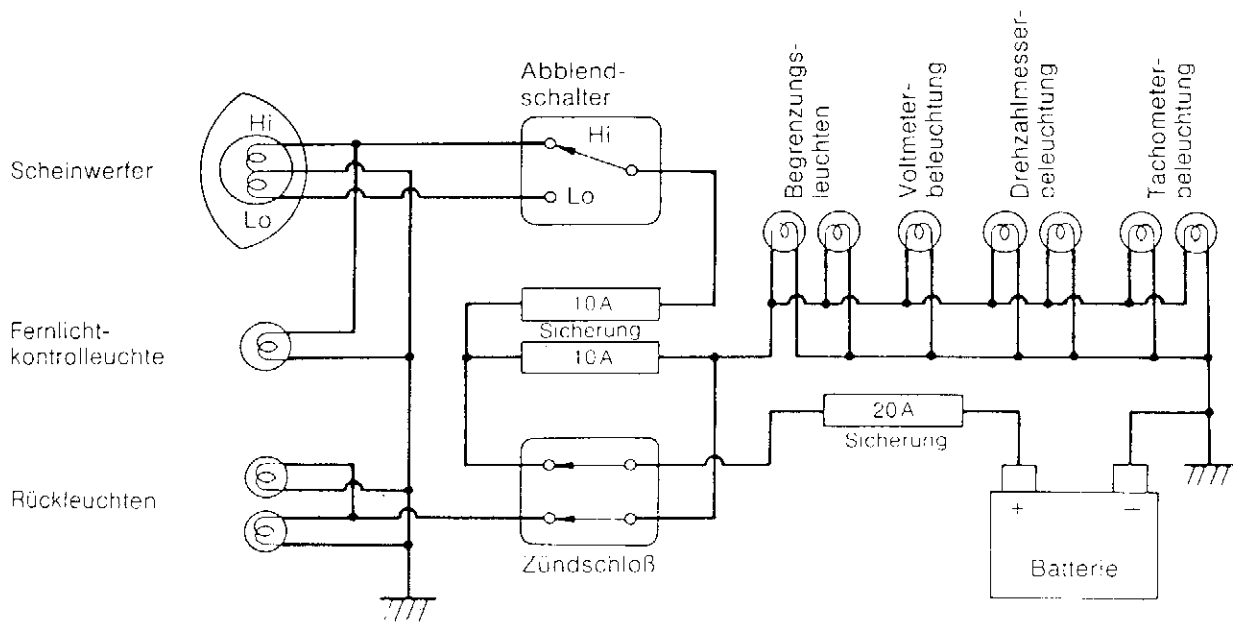 Scheinwerfer
Hi
Lo
Abblend-
schalter
Hi
Lo
Begrenzungs-
leuchten
Voltmeter-
beleuchtung
Drehzahlmesser-
beleuchtung
Tachometer-
beleuchtung
10A
Sicherung
10A
Fernlicht-
kontrolleuchte
20A
Sicherung
Rückleuchten
Zündschloß
+
−
Batterie